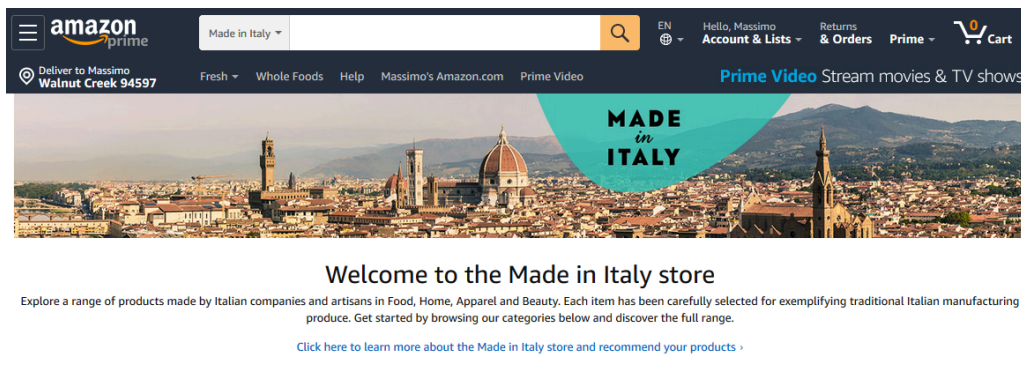 amazon
prime
Made in Italy
EN
Hello, Massimo
Account & Lists
Returns
& Orders
Prime
0
Cart
Deliver to Massimo
Walnut Creek 94597
Fresh
Whole Foods
Help
Massimo's Amazon.com
Prime Video
Prime Video Stream movies & TV shows
MADE
in
ITALY
Welcome to the Made in Italy store
Explore a range of products made by Italian companies and artisans in Food, Home, Apparel and Beauty. Each item has been carefully selected for exemplifying traditional Italian manufacturing
produce. Get started by browsing our categories below and discover the full range.
Click here to learn more about the Made in Italy store and recommend your products ›